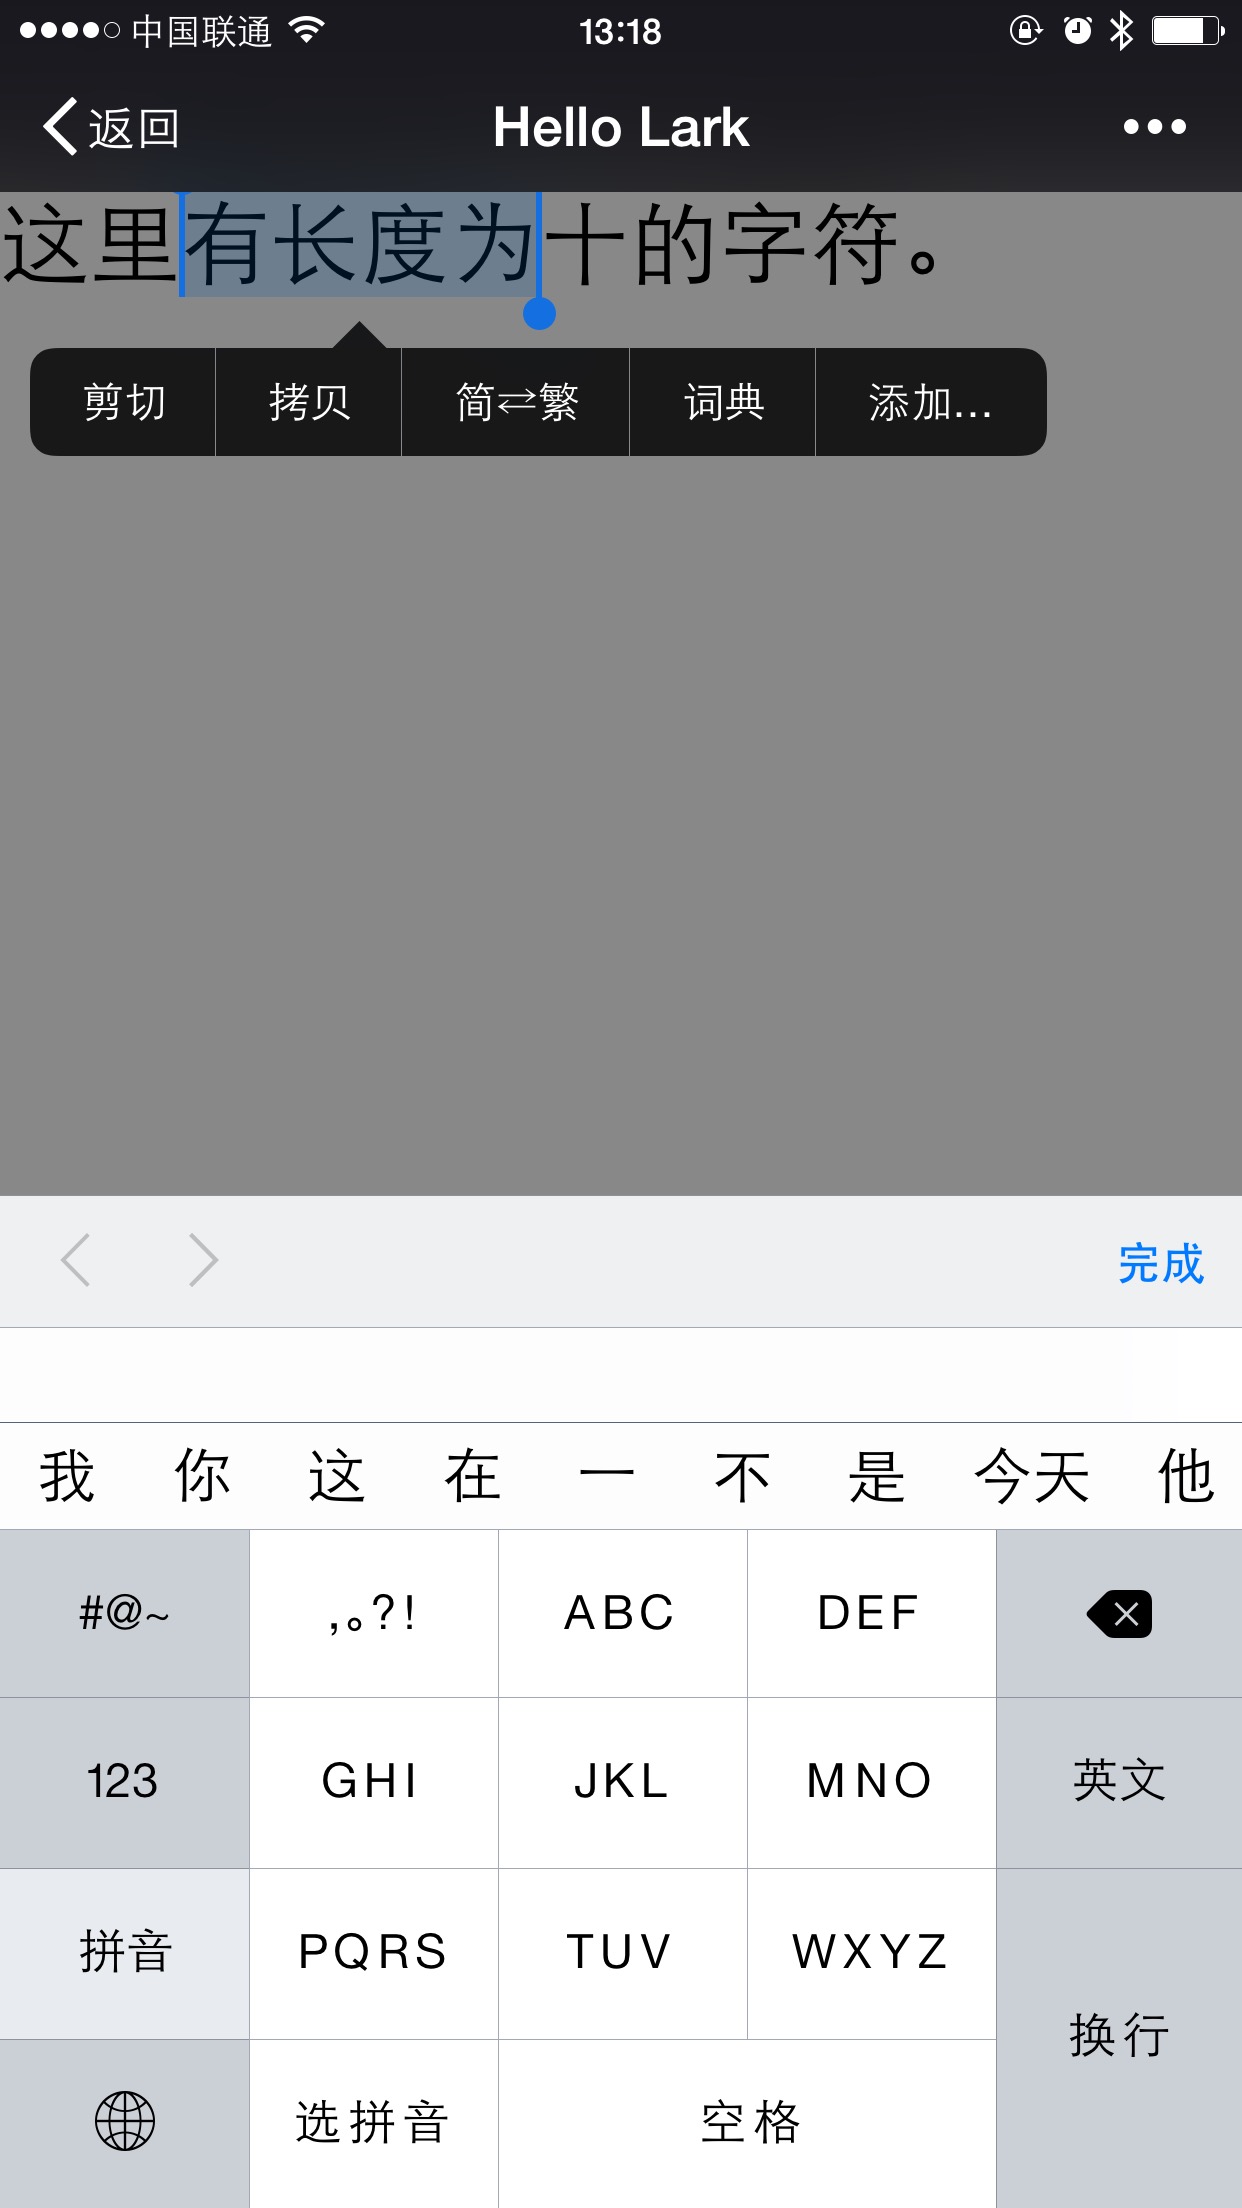 中国联通 13:18
返回 Hello Lark
这里有长度为十的字符。
剪切 拷贝 简⇌繁 词典 添加...
完成
我 你 这 在 一 不 是 今天 他
#@~ ,。?! ABC DEF
123 GHI JKL MNO 英文
拼音 PQRS TUV WXYZ
换行
选拼音 空格